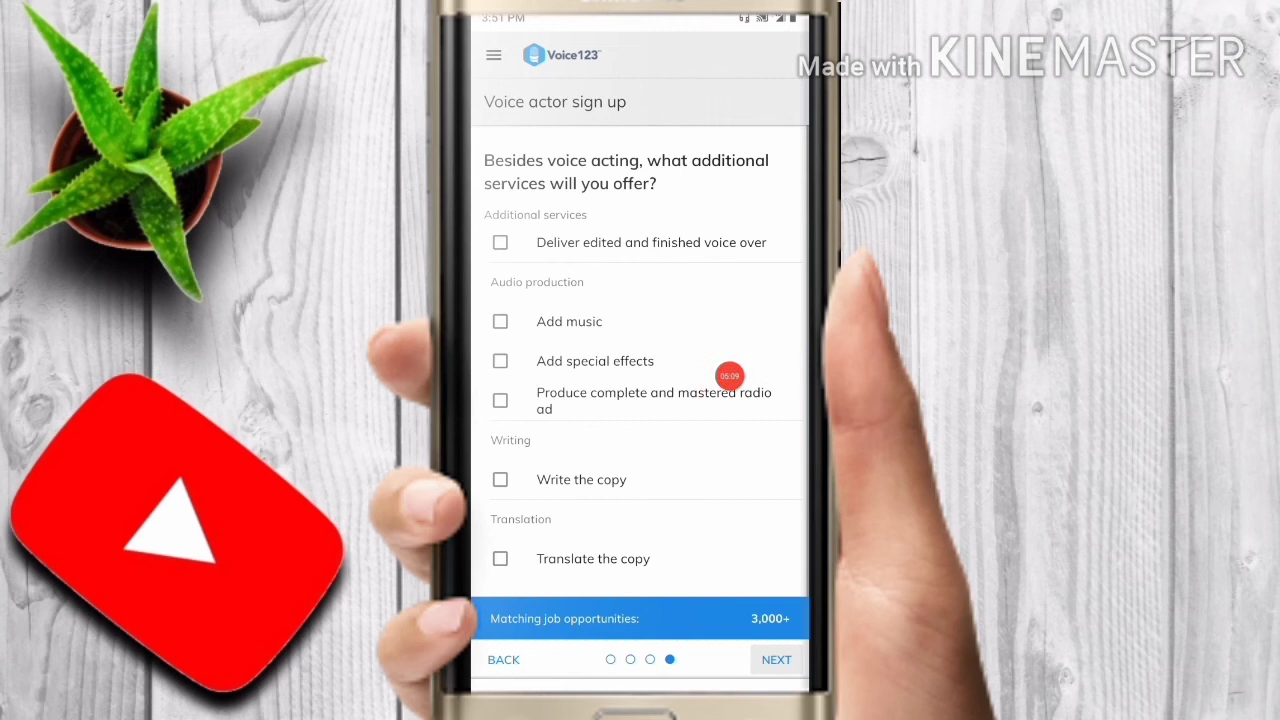 3:51 PM
Made with KINEMASTER
Voice123
Voice actor sign up
Besides voice acting, what additional
services will you offer?
Additional services
Deliver edited and finished voice over
Audio production
Add music
Add special effects
05:09
Produce complete and mastered radio
ad
Writing
Write the copy
Translation
Translate the copy
Matching job opportunities: 3,000+
BACK NEXT